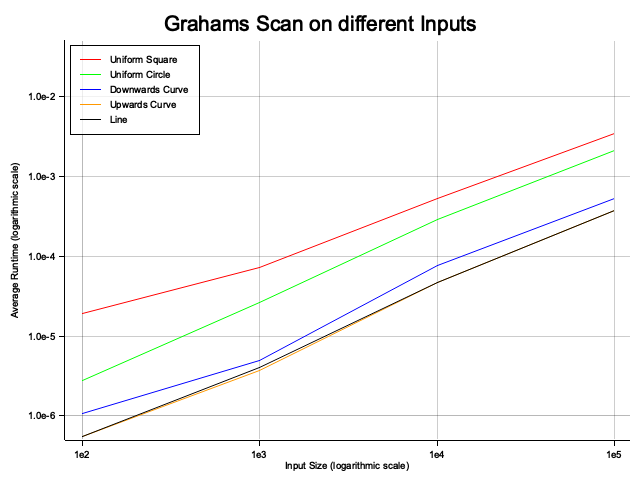 Grahams Scan on different Inputs
Uniform Square
Uniform Circle
Downwards Curve
Upwards Curve
Line
1.0e-2
1.0e-3
1.0e-4
1.0e-5
1.0e-6
Average Runtime (logarithmic scale)
1e2
1e3
1e4
1e5
Input Size (logarithmic scale)